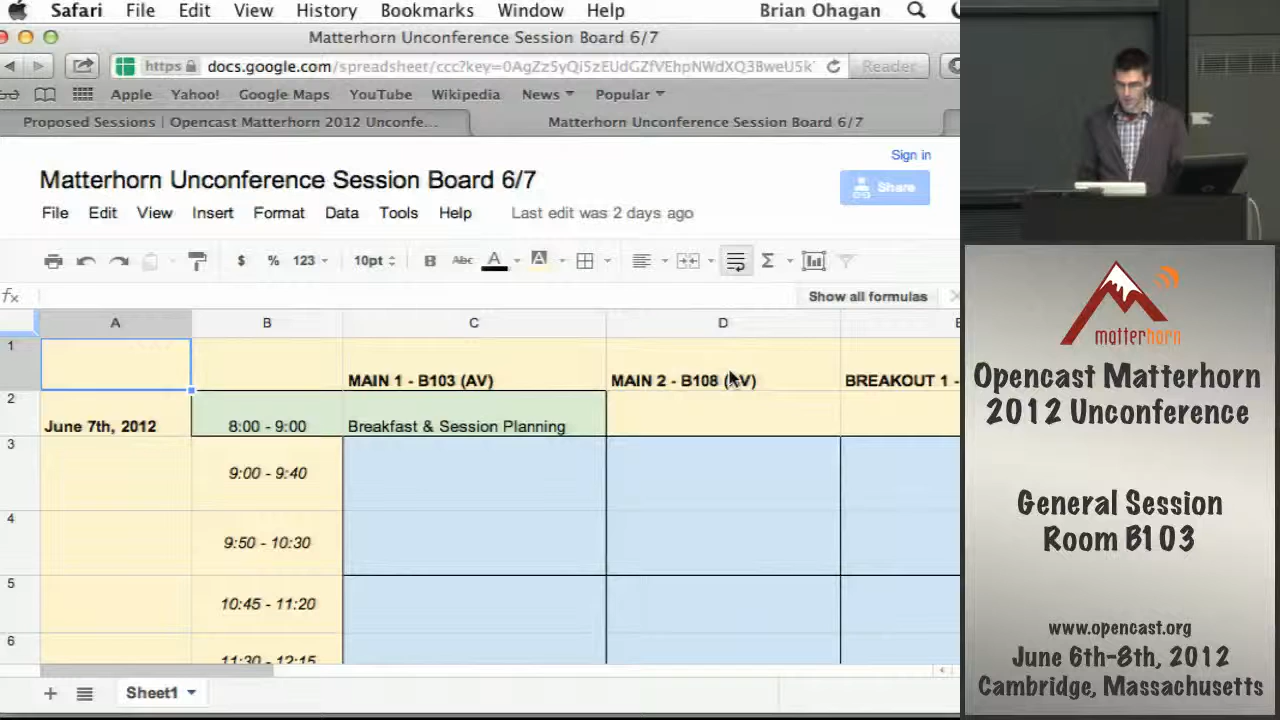 Safari File Edit View History Bookmarks Window Help Brian Ohagan
Matterhorn Unconference Session Board 6/7
https docs.google.com/spreadsheet/ccc?key=0AgZz5yQi5zEUdGZfVEhpNWdXQ3BweU5k Reader
Apple Yahoo! Google Maps YouTube Wikipedia News Popular
Proposed Sessions | Opencast Matterhorn 2012 Unconfe...
Matterhorn Unconference Session Board 6/7
Sign in
Matterhorn Unconference Session Board 6/7
Share
File Edit View Insert Format Data Tools Help Last edit was 2 days ago
$ % 123 10pt B Abc A A Σ
fx Show all formulas
A B C D
1 MAIN 1 - B103 (AV) MAIN 2 - B108 (AV) BREAKOUT 1 -
2 June 7th, 2012 8:00 - 9:00 Breakfast & Session Planning
3 9:00 - 9:40
4 9:50 - 10:30
5 10:45 - 11:20
6 11:30 - 12:15
Sheet1
matterhorn
Opencast Matterhorn
2012 Unconference
General Session
Room B103
www.opencast.org
June 6th-8th, 2012
Cambridge, Massachusetts